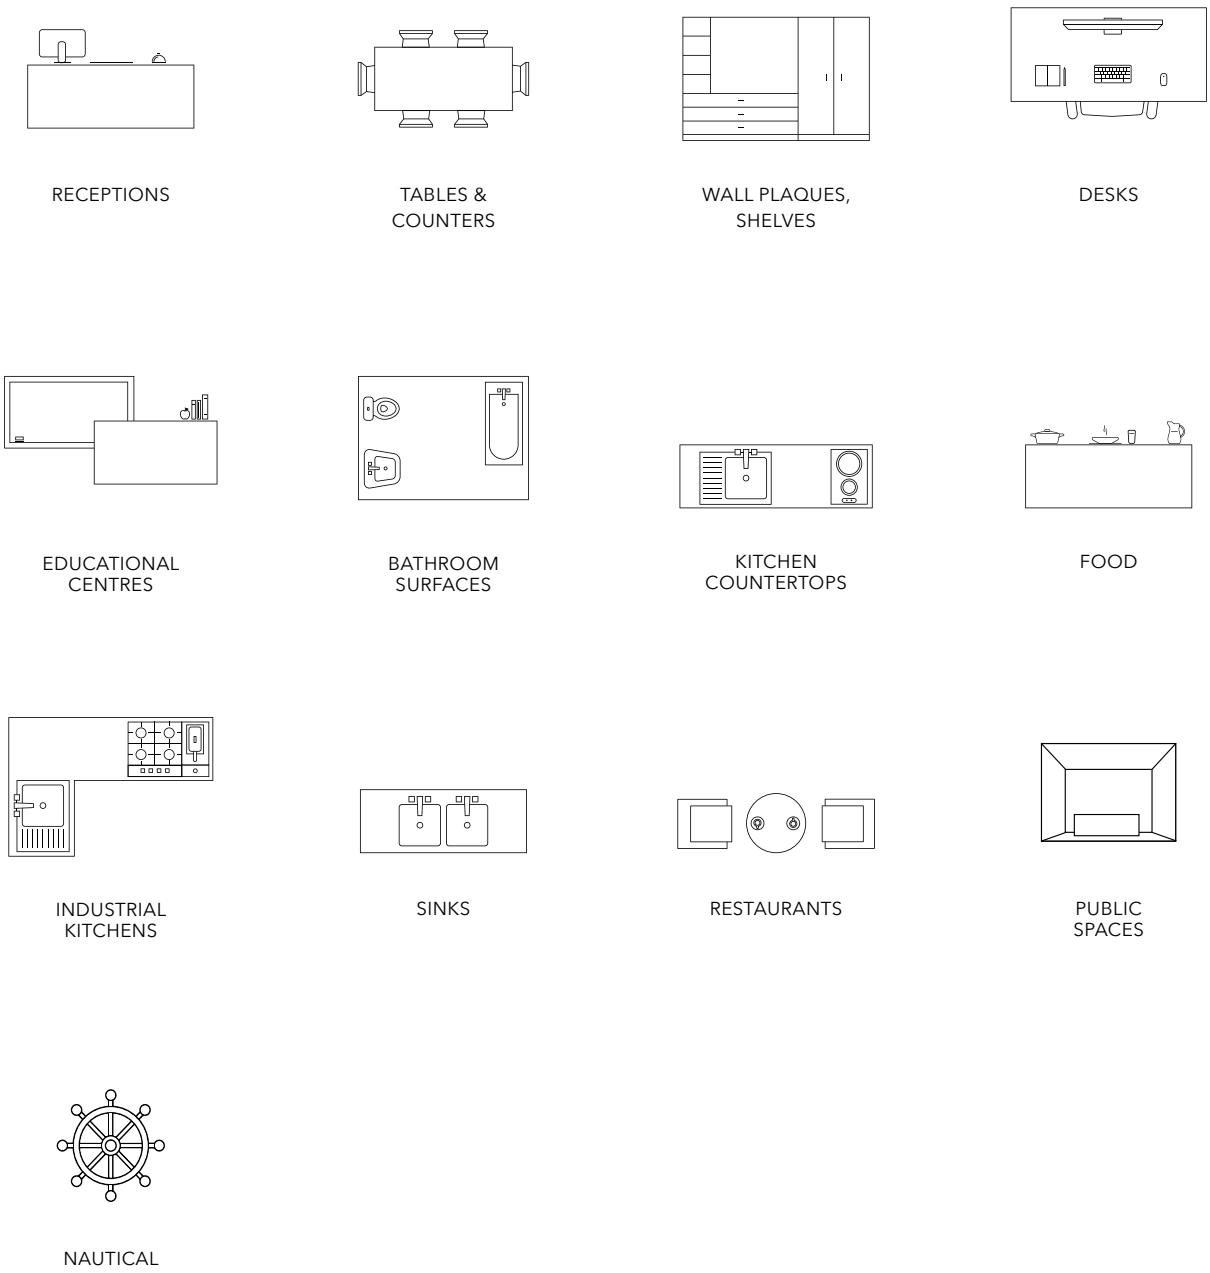 RECEPTIONS
TABLES &
COUNTERS
WALL PLAQUES,
SHELVES
DESKS
EDUCATIONAL
CENTRES
BATHROOM
SURFACES
KITCHEN
COUNTERTOPS
FOOD
INDUSTRIAL
KITCHENS
SINKS
RESTAURANTS
PUBLIC
SPACES
NAUTICAL